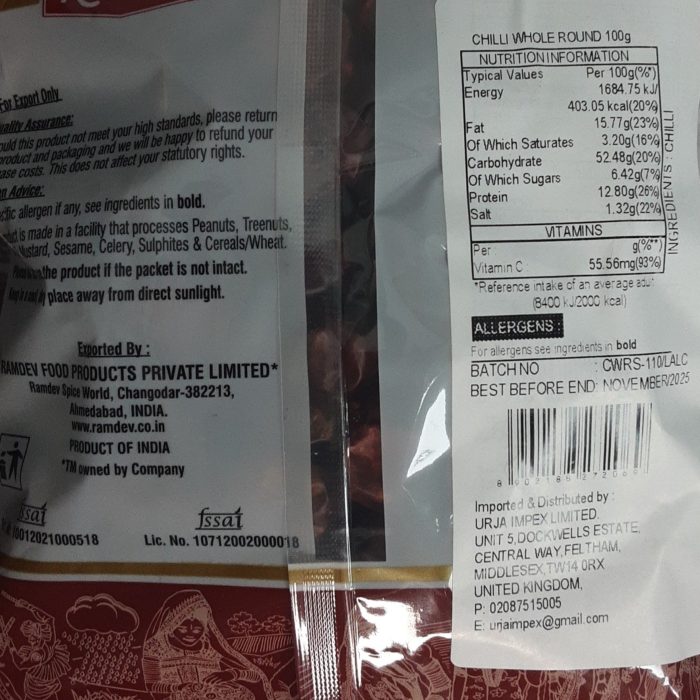 For Export Only
Quality Assurance:
should this product not meet your high standards, please return
product and packaging and we will be happy to refund your
costs. This does not affect your statutory rights.
Advice:
allergen if any, see ingredients in bold.
is made in a facility that processes Peanuts, Treenuts,
Mustard, Sesame, Celery, Sulphites & Cereals/Wheat.
the product if the packet is not intact.
place away from direct sunlight.
Exported By :
RAMDEV FOOD PRODUCTS PRIVATE LIMITED*
Ramdev Spice World, Changodar-382213,
Ahmedabad, INDIA.
www.ramdev.co.in
PRODUCT OF INDIA
*TM owned by Company
fssai
10012021000518
fssai
Lic. No. 10712002000018
CHILLI WHOLE ROUND 100g
NUTRITION INFORMATION
Typical Values Per 100g(%*)
Energy 1684.75 kJ/
403.05 kcal(20%)
Fat 15.77g(23%)
Of Which Saturates 3.20g(16%)
Carbohydrate 52.48g(20%)
Of Which Sugars 6.42g(7%)
Protein 12.80g(26%)
Salt 1.32g(22%)
VITAMINS
Per g(%**)
Vitamin C 55.56mg(93%)
INGREDIENTS : CHILLI
*Reference intake of an average adu
(8400 kJ/2000 kcal)
ALLERGENS :
For allergens see ingredients in bold
BATCH NO : CWRS-110/LALC
BEST BEFORE END: NOVEMBER/2025
Imported & Distributed by :
URJA IMPEX LIMITED.
UNIT 5, DOCKWELLS ESTATE,
CENTRAL WAY, FELTHAM,
MIDDLESEX, TW14 0RX
UNITED KINGDOM,
P: 02087515005
E: urjaimpex@gmail.com